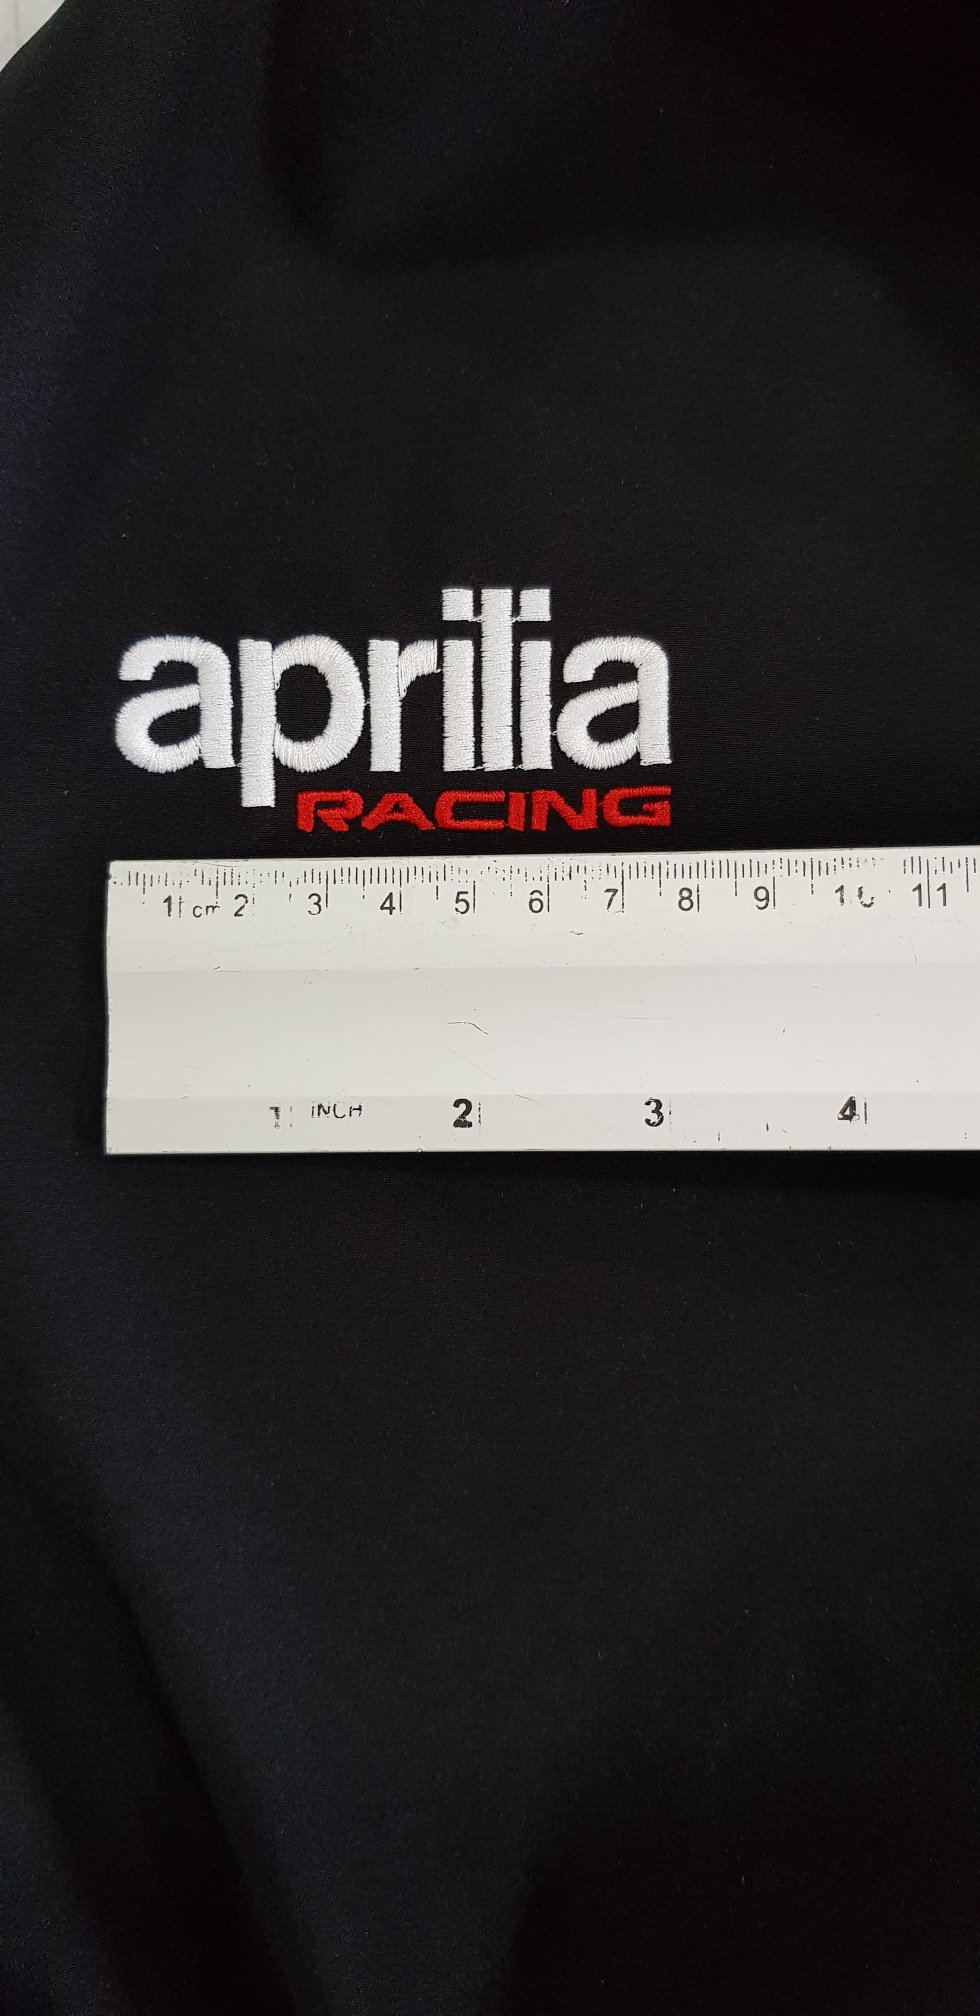 aprilia
RACING
1 cm 2 3 4 5 6 7 8 9 10 11
1 INCH 2 3 4